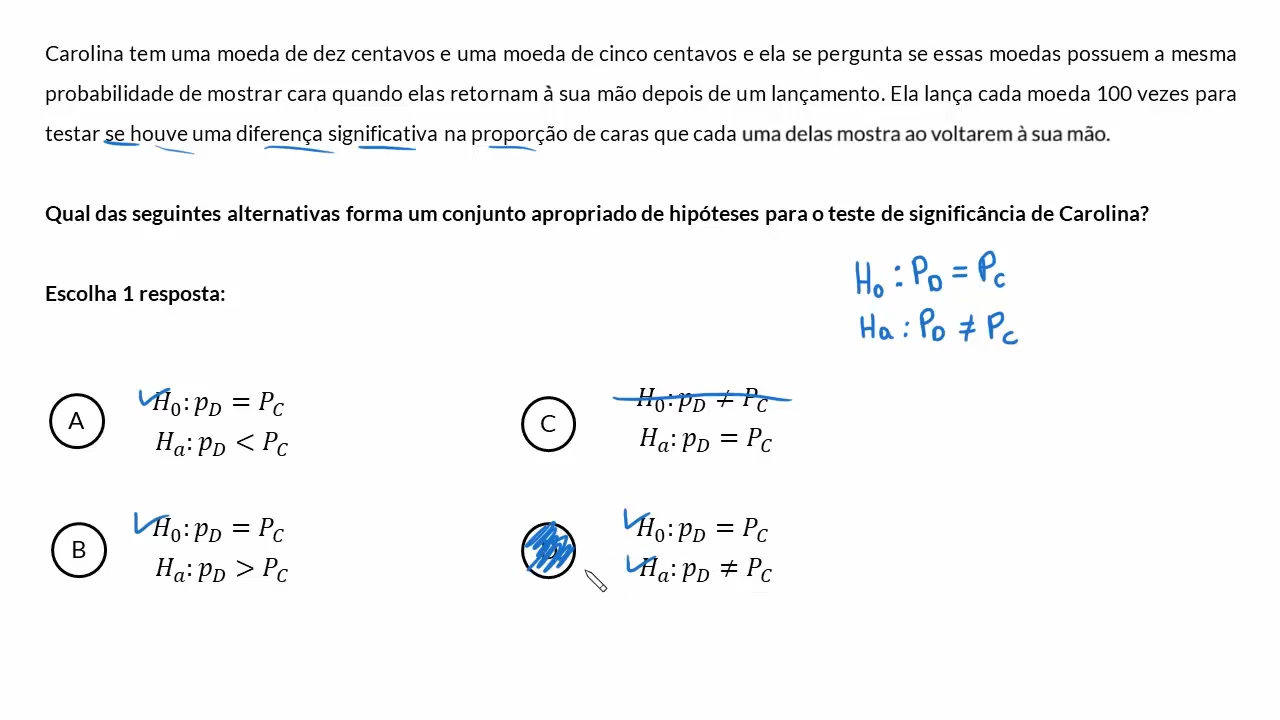 Carolina tem uma moeda de dez centavos e uma moeda de cinco centavos e ela se pergunta se essas moedas possuem a mesma
probabilidade de mostrar cara quando elas retornam à sua mão depois de um lançamento. Ela lança cada moeda 100 vezes para
testar se houve uma diferença significativa na proporção de caras que cada uma delas mostra ao voltarem à sua mão.
Qual das seguintes alternativas forma um conjunto apropriado de hipóteses para o teste de significância de Carolina?
H₀ : P_D = P_C
Ha : P_D ≠ P_C
Escolha 1 resposta:
A
H₀: p_D = P_C
H_a: p_D < P_C
B
H₀: p_D = P_C
H_a: p_D > P_C
C
H₀: p_D ≠ P_C
H_a: p_D = P_C
H₀: p_D = P_C
H_a: p_D ≠ P_C